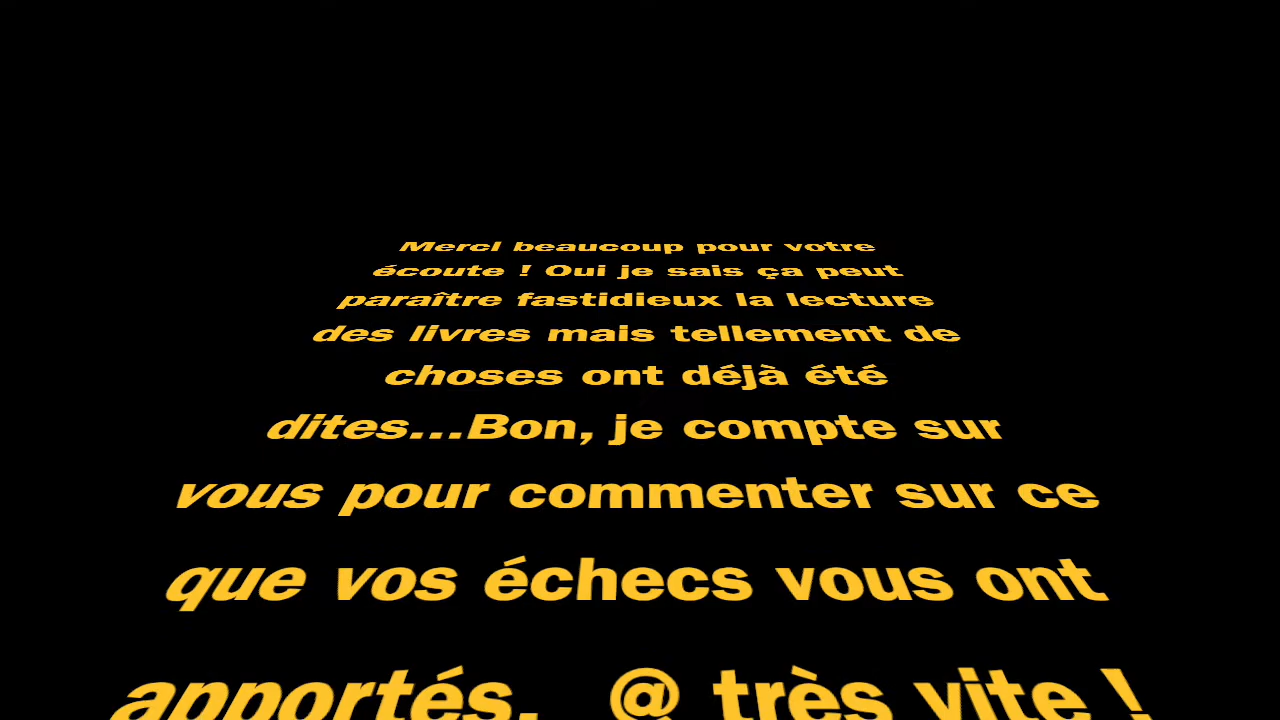 Merci beaucoup pour votre
écoute ! Oui je sais ça peut
paraître fastidieux la lecture
des livres mais tellement de
choses ont déjà été
dites...Bon, je compte sur
vous pour commenter sur ce
que vos échecs vous ont
apportés. @ très vite !